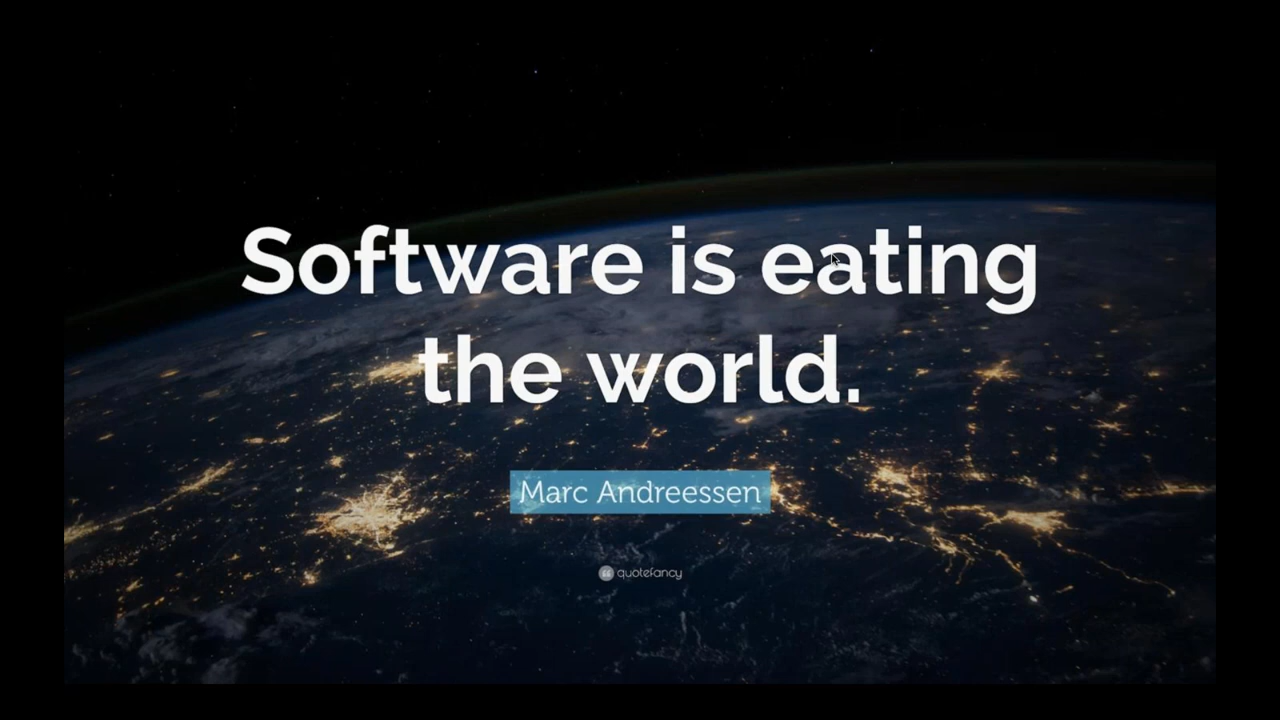 Software is eating
the world.
Marc Andreessen
quotefancy